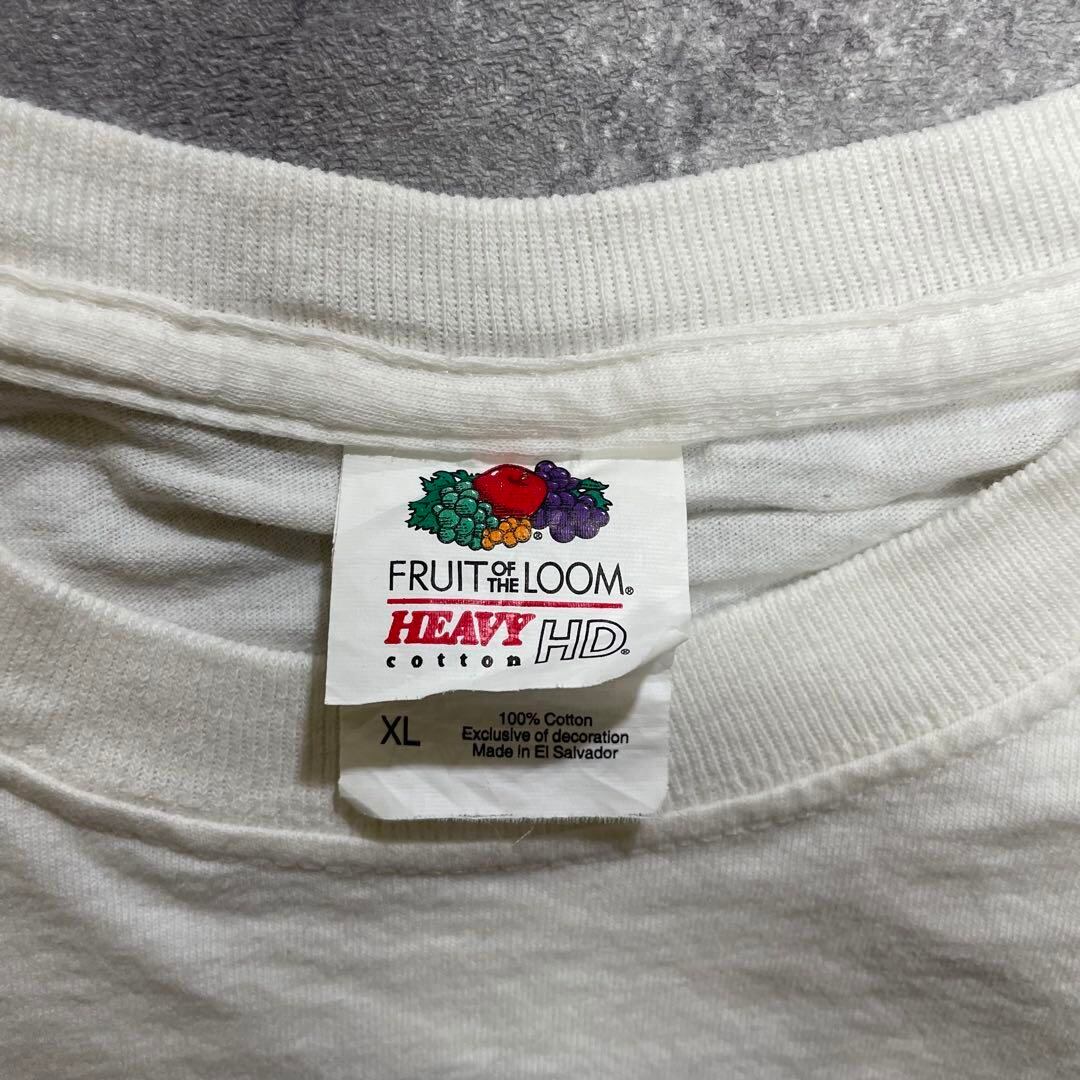 FRUIT OF THE LOOM®
HEAVY
cotton HD®
XL
100% Cotton
Exclusive of decoration
Made in El Salvador